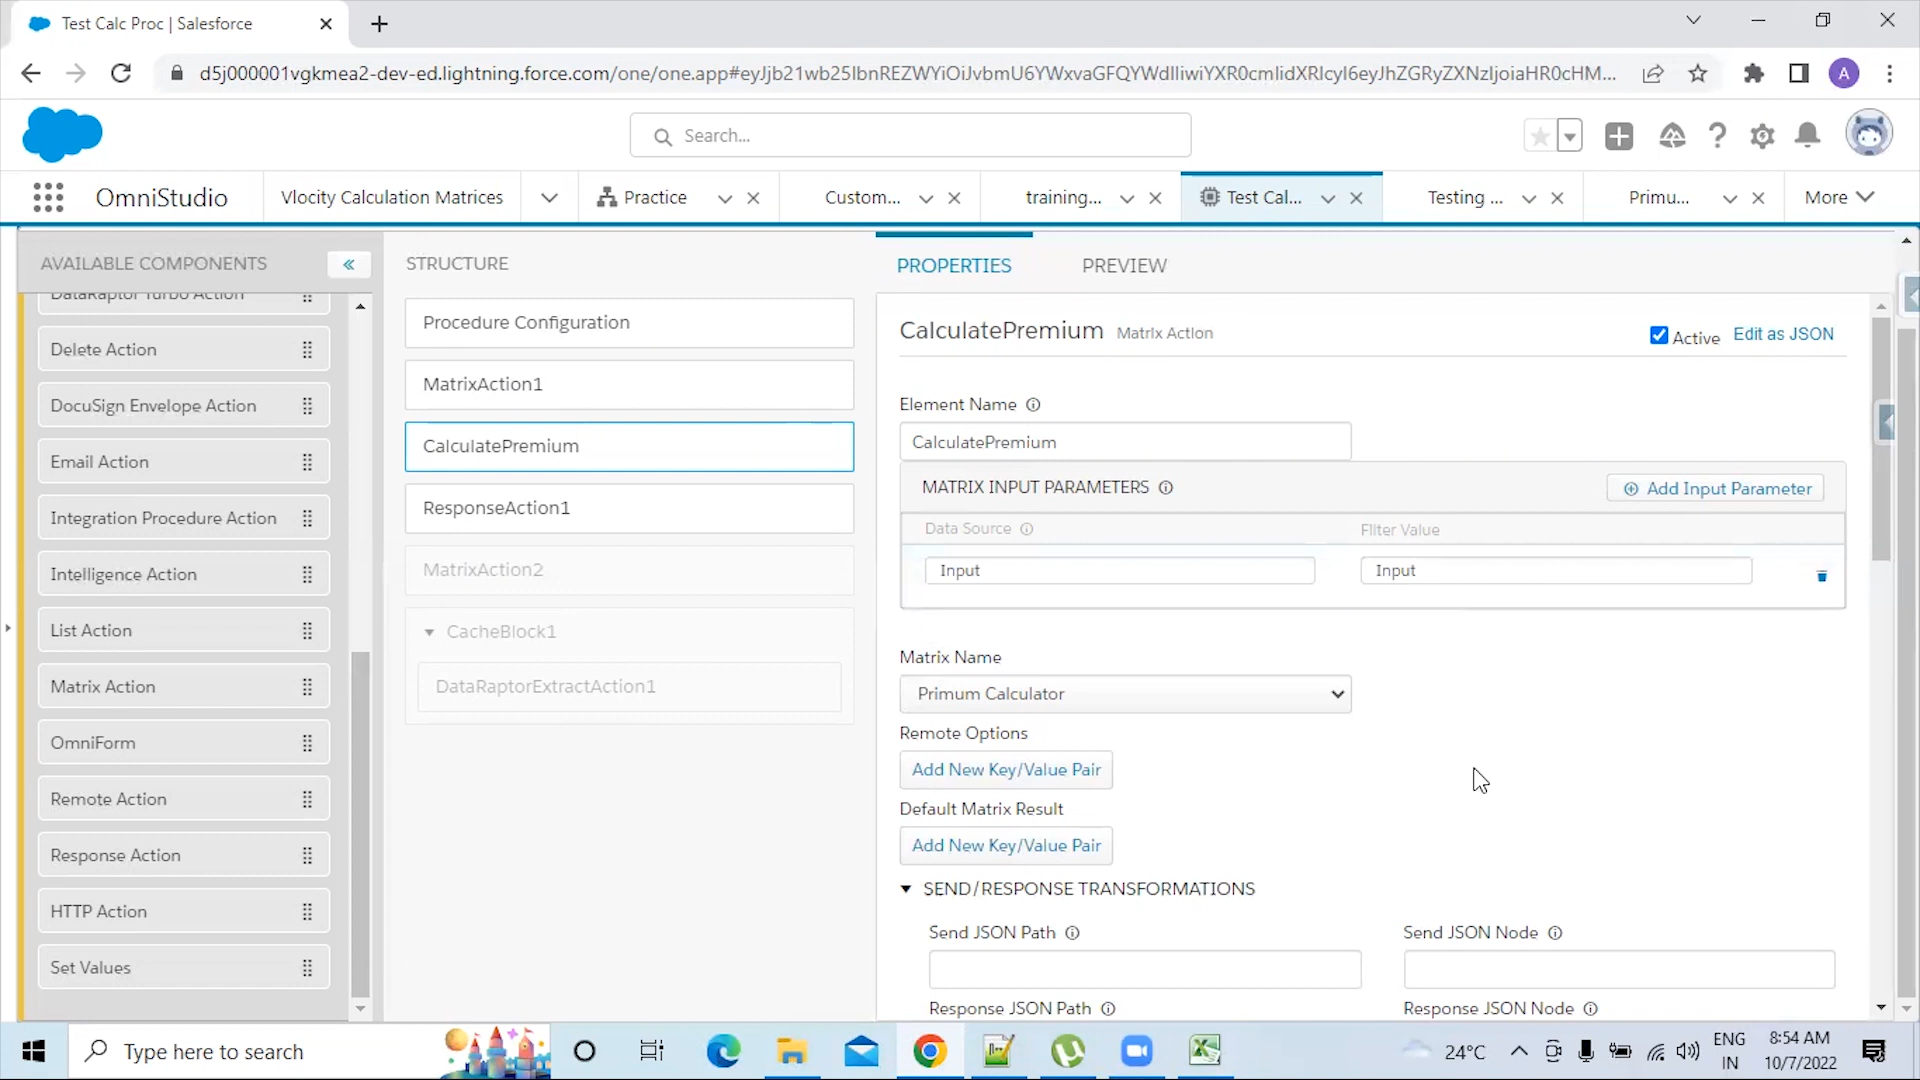 Test Calc Proc | Salesforce
d5j000001vgkmea2-dev-ed.lightning.force.com/one/one.app#
A
Search...
OmniStudio
Vlocity Calculation Matrices
Practice
Custom...
training...
Test Cal...
Testing ...
Primu...
More
AVAILABLE COMPONENTS
DataRaptor Turbo Action
Delete Action
DocuSign Envelope Action
Email Action
Integration Procedure Action
Intelligence Action
List Action
Matrix Action
OmniForm
Remote Action
Response Action
HTTP Action
Set Values
STRUCTURE
Procedure Configuration
MatrixAction1
CalculatePremium
ResponseAction1
MatrixAction2
CacheBlock1
DataRaptorExtractAction1
PROPERTIES
PREVIEW
CalculatePremium Matrix Action
Active
Edit as JSON
Element Name
CalculatePremium
MATRIX INPUT PARAMETERS
Add Input Parameter
Data Source
Filter Value
Input
Input
Matrix Name
Primum Calculator
Remote Options
Add New Key/Value Pair
Default Matrix Result
Add New Key/Value Pair
SEND/RESPONSE TRANSFORMATIONS
Send JSON Path
Send JSON Node
Response JSON Path
Response JSON Node
Type here to search
24°C
ENG
IN
8:54 AM
10/7/2022